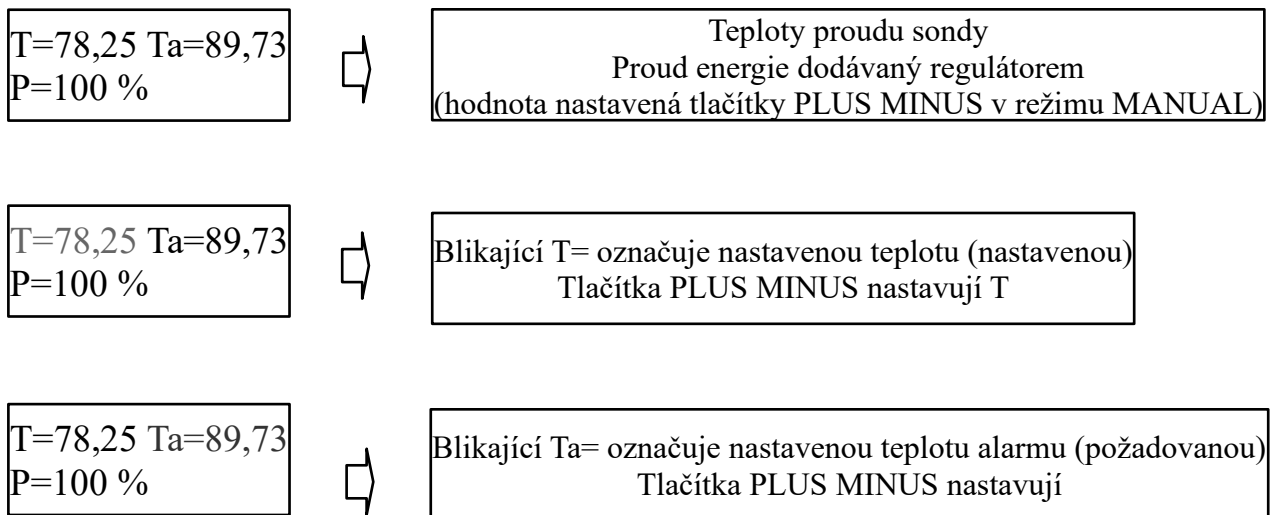 T=78,25 Ta=89,73
P=100 %
Teploty proudu sondy
Proud energie dodávaný regulátorem
(hodnota nastavená tlačítky PLUS MINUS v režimu MANUAL)
T=78,25 Ta=89,73
P=100 %
Blikající T= označuje nastavenou teplotu (nastavenou)
Tlačítka PLUS MINUS nastavují T
T=78,25 Ta=89,73
P=100 %
Blikající Ta= označuje nastavenou teplotu alarmu (požadovanou)
Tlačítka PLUS MINUS nastavují